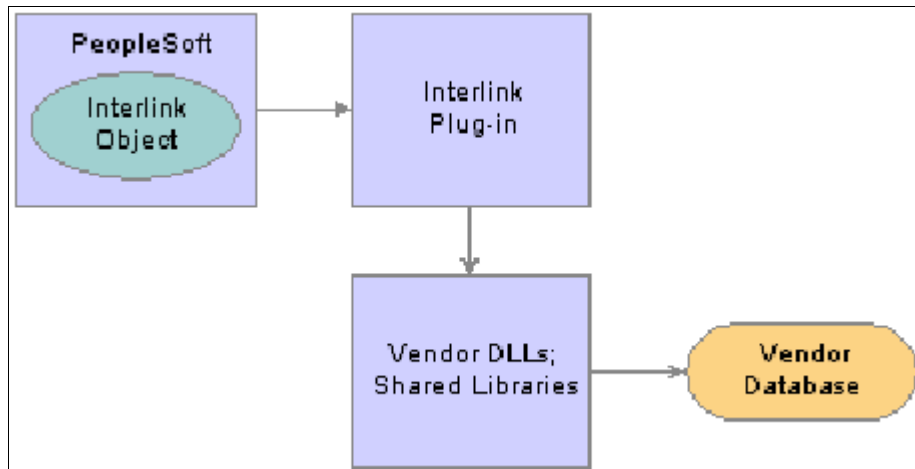 PeopleSoft
Interlink
Object
Interlink
Plug-in
Vendor DLLs;
Shared Libraries
Vendor
Database